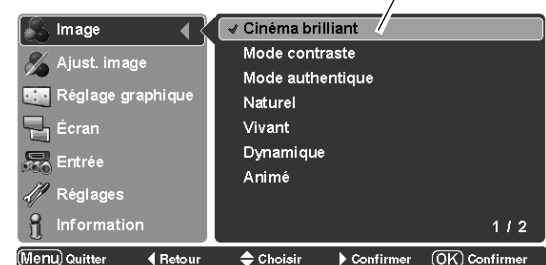 Image
Ajust. image
Réglage graphique
Écran
Entrée
Réglages
Information
Cinéma brilliant
Mode contraste
Mode authentique
Naturel
Vivant
Dynamique
Animé
1 / 2
Menu Quitter Retour Choisir Confirmer OK Confirmer